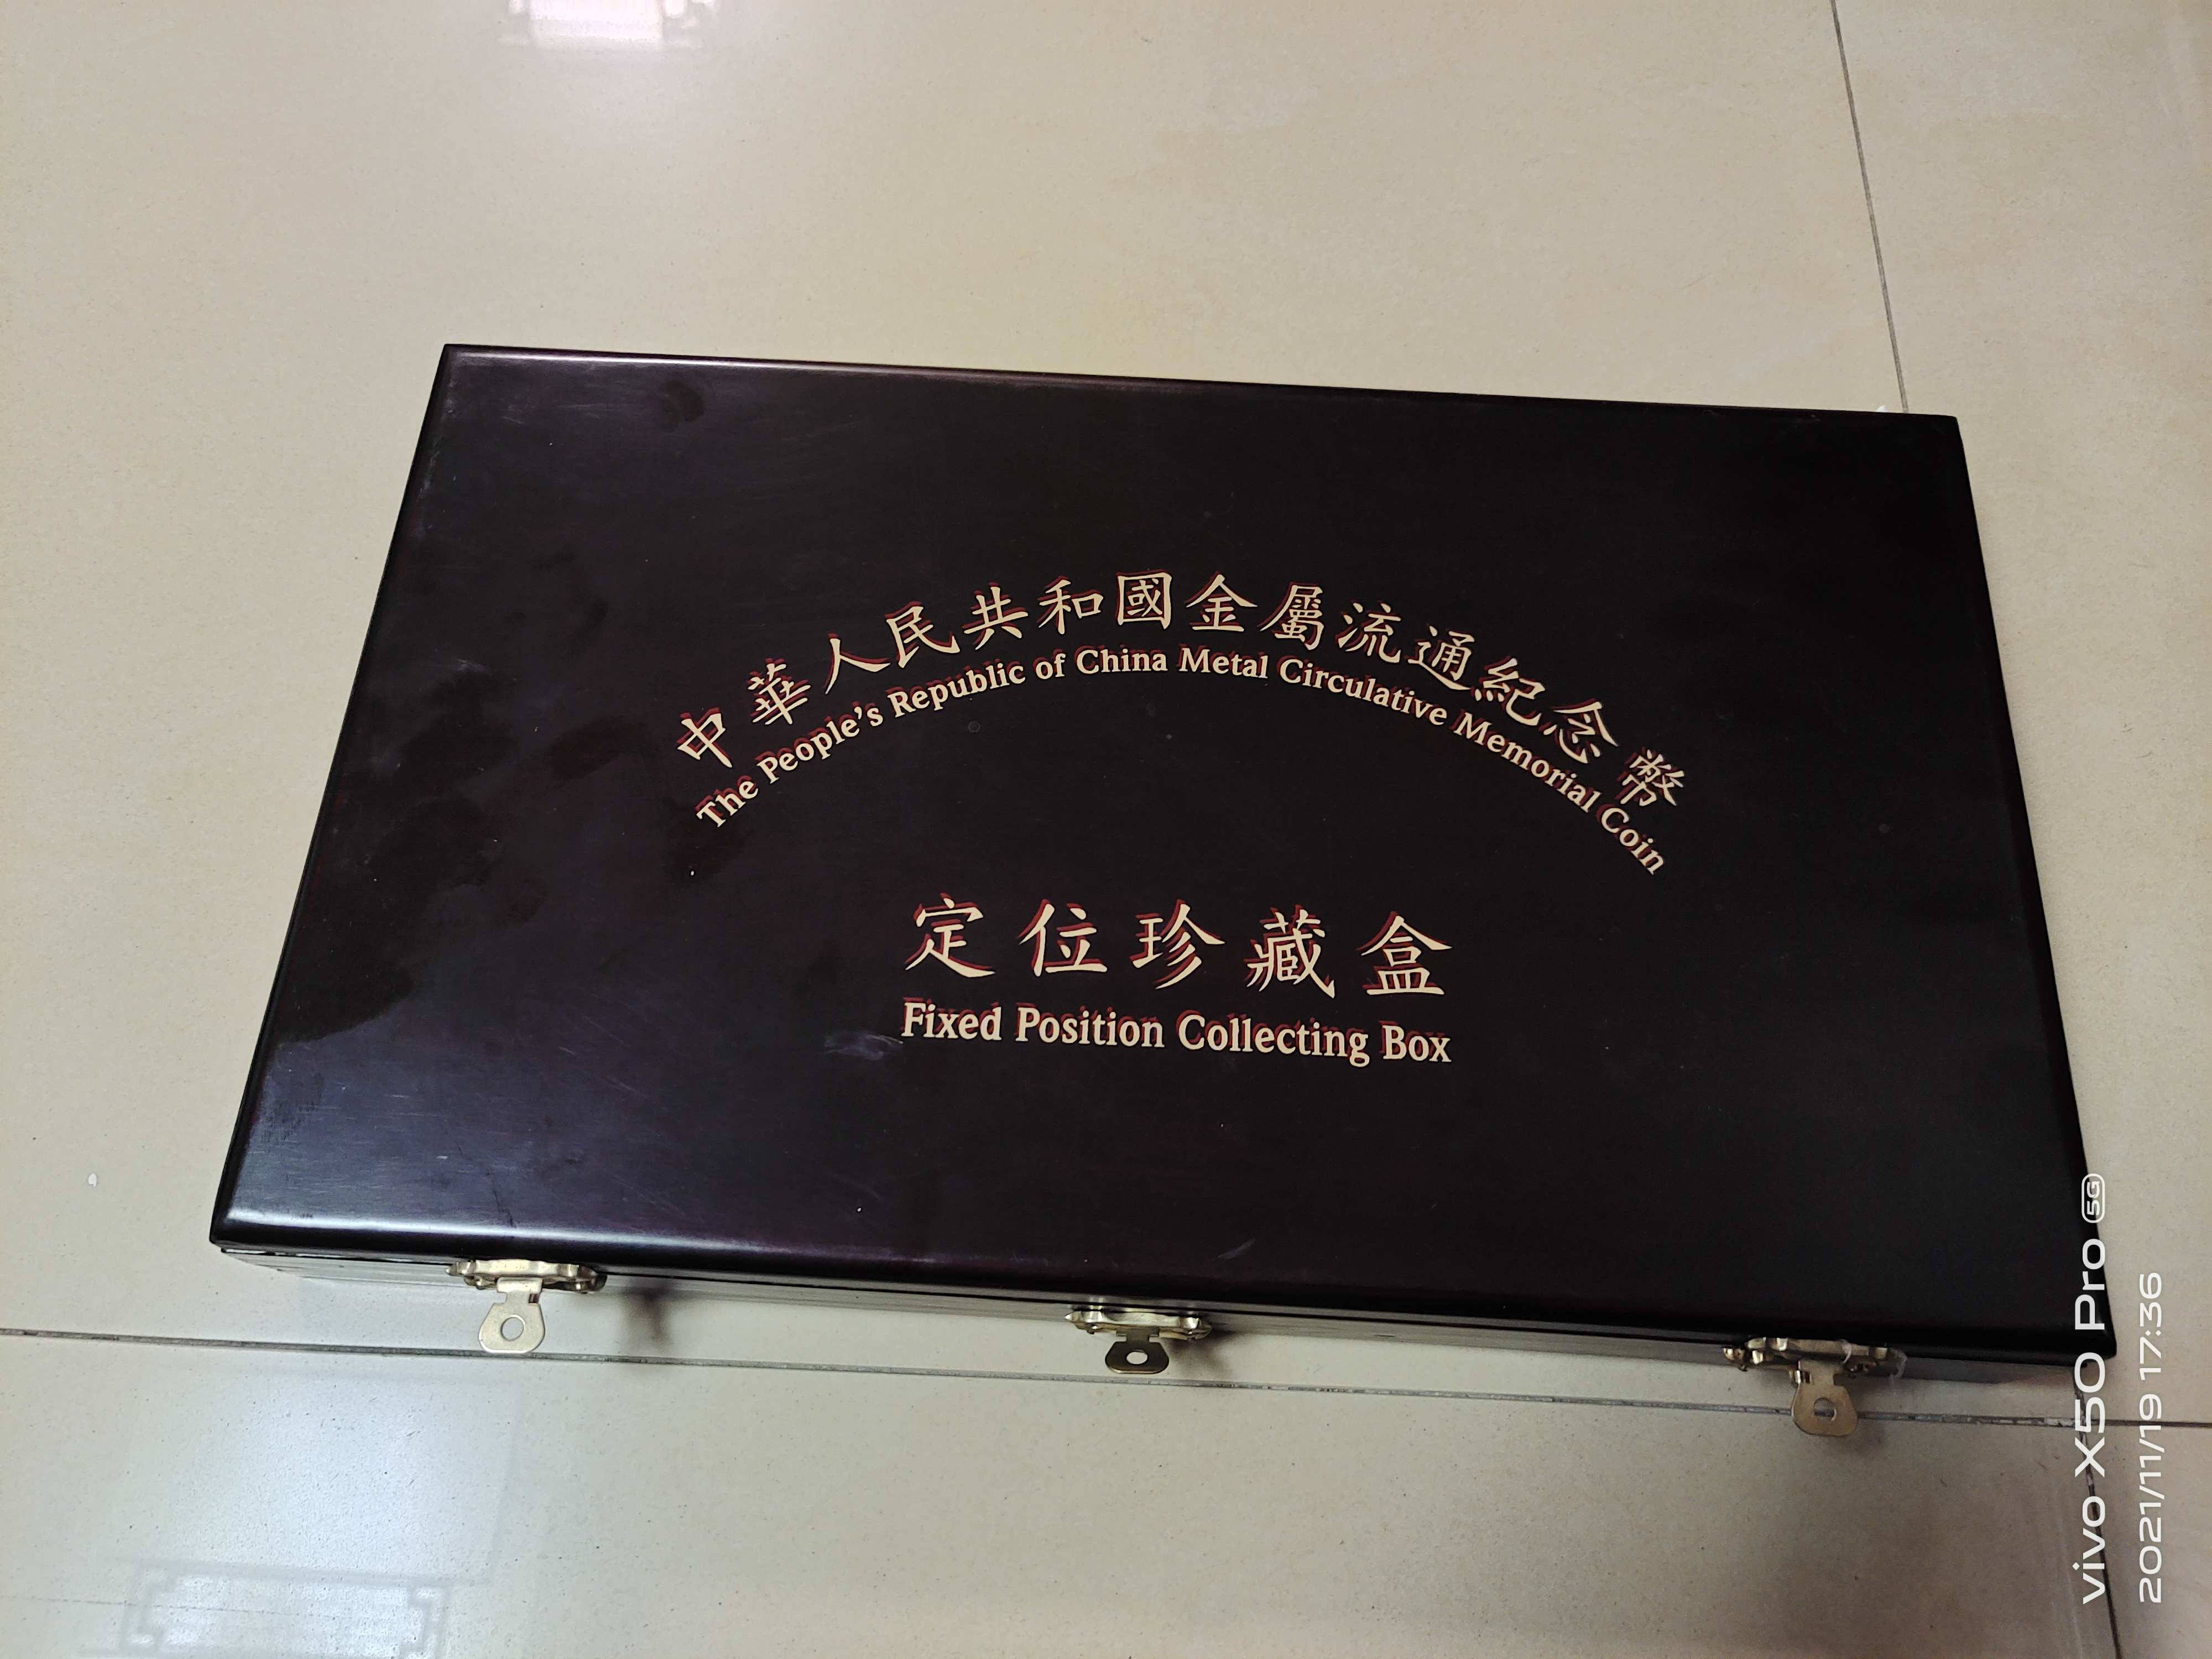 中華人民共和國金屬流通紀念幣
The People's Republic of China Metal Circulative Memorial Coin
定位珍藏盒
Fixed Position Collecting Box
vivo X50 Pro 5G
2021/11/19 17:36